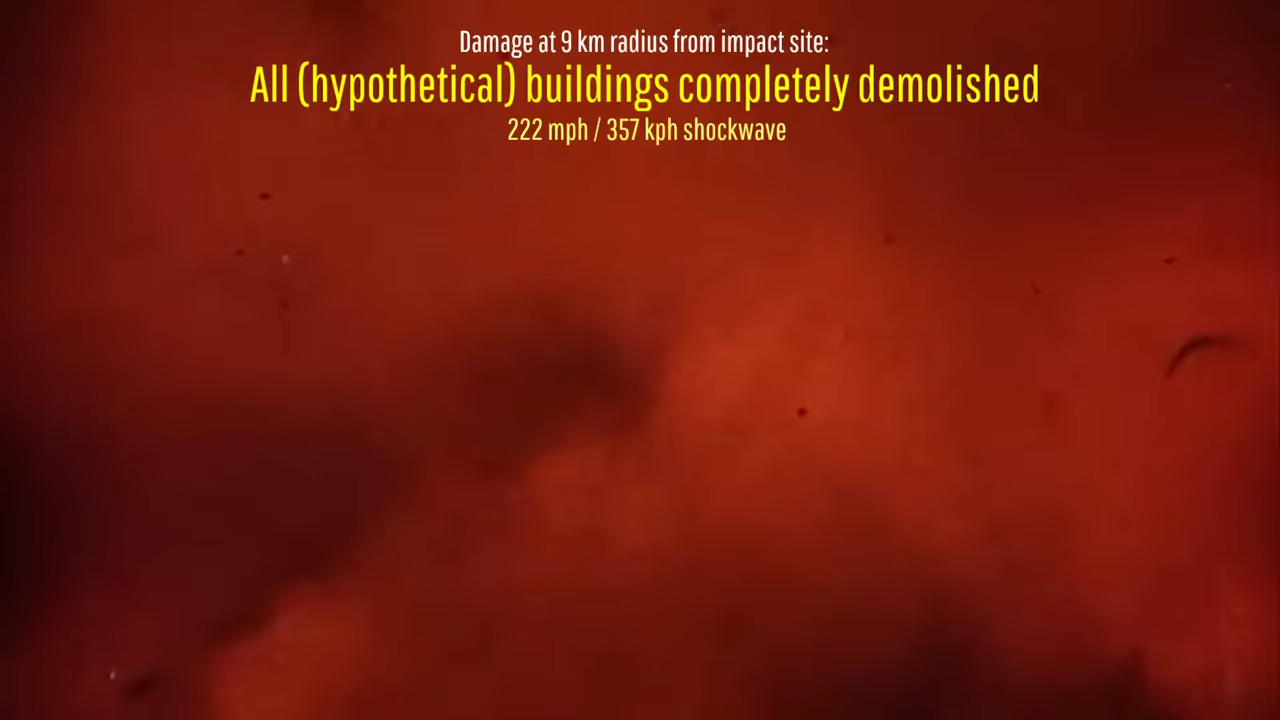 Damage at 9 km radius from impact site:
All (hypothetical) buildings completely demolished
222 mph / 357 kph shockwave